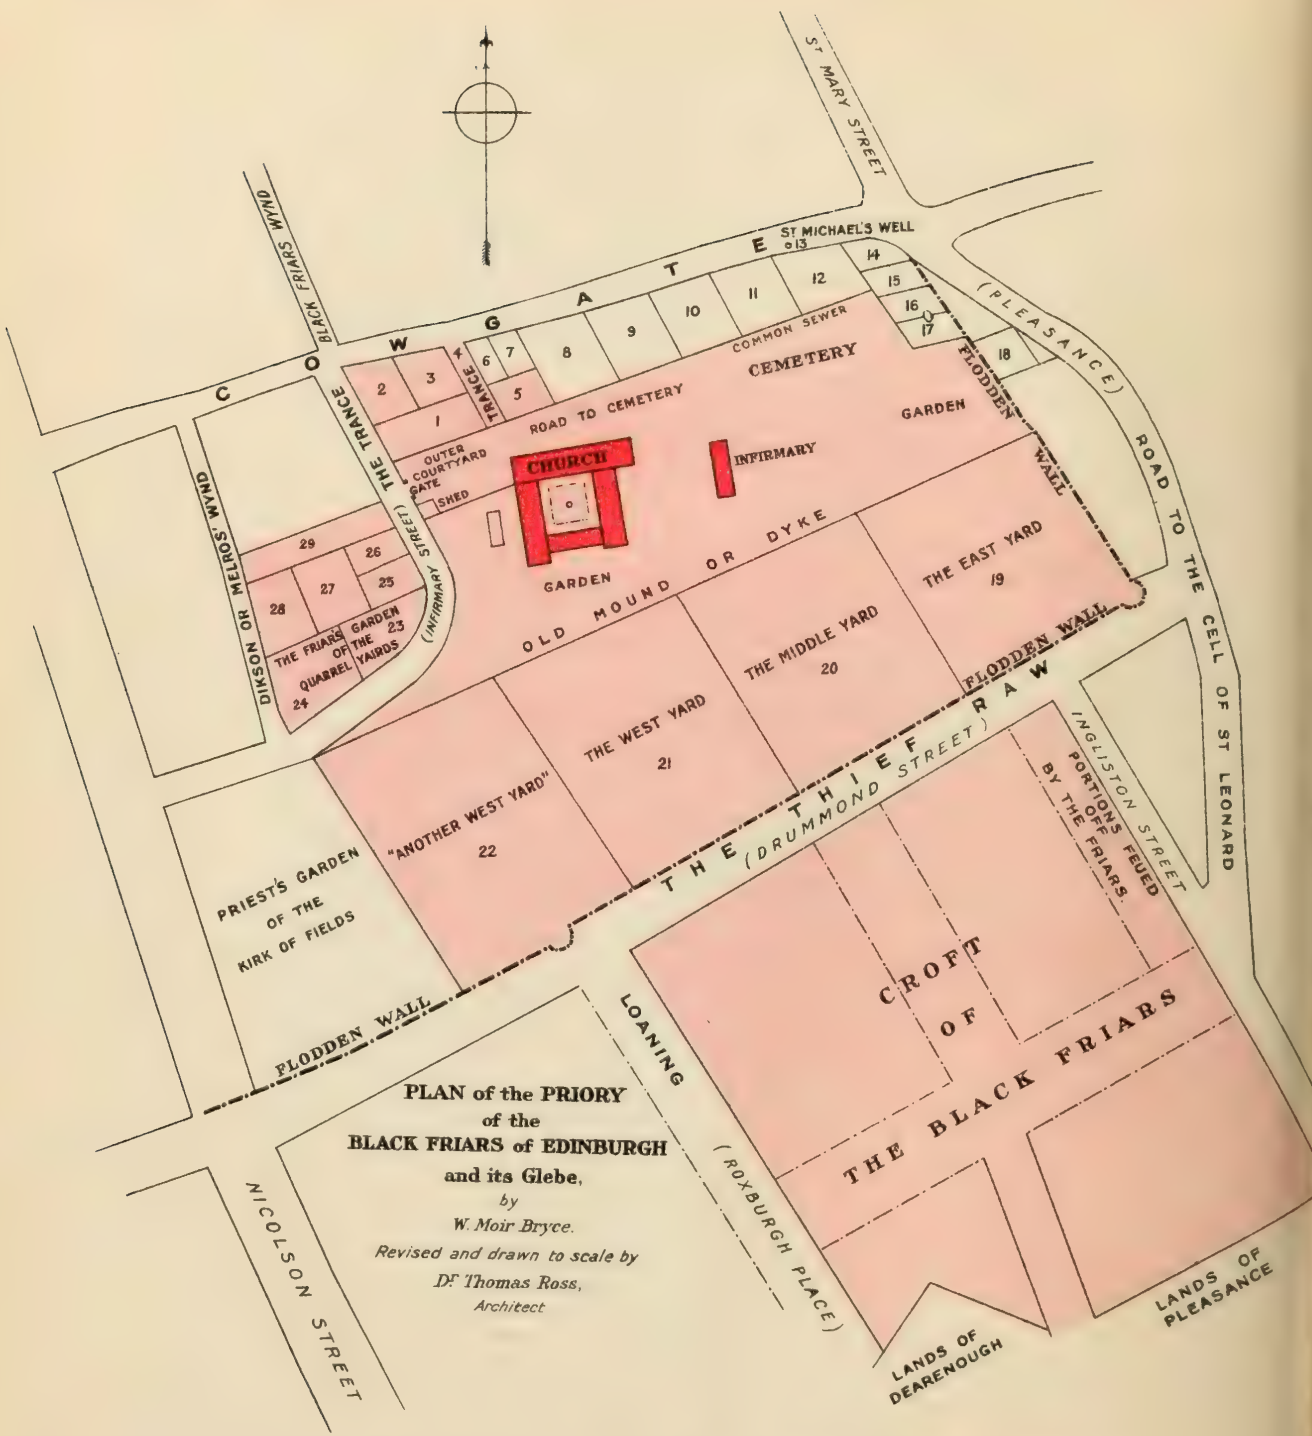 ST MARY STREET
BLACK FRIARS WYND
BLACK FRIARS WYND
COWGATE
ST MICHAEL'S WELL
13
14
15
16
17
18
12
11
10
9
8
7
6
5
4
3
2
1
TRANCE
THE TRANCE
COMMON SEWER
CEMETERY
ROAD TO CEMETERY
GARDEN
(PLEASANCE)
ROAD TO THE CELL OF ST LEONARD
FLODDEN WALL
OUTER
COURTYARD
GATE
SHED
CHURCH
INFIRMARY
GARDEN
OLD MOUND OR DYKE
(INFIRMARY STREET)
DIKSON OR MELROS' WYND
29
26
27
25
28
23
24
THE FRIAR'S GARDEN
OF THE
QUARREL YAIRDS
THE EAST YARD
19
THE MIDDLE YARD
20
THE WEST YARD
21
"ANOTHER WEST YARD"
22
FLODDEN WALL
THE THIEF RAW
(DRUMMOND STREET)
INGLISTON STREET
PORTIONS FEUED
OFF
BY THE FRIARS.
PRIEST'S GARDEN
OF THE
KIRK OF FIELDS
FLODDEN WALL
LOANING
(ROXBURGH PLACE)
CROFT
OF
THE BLACK FRIARS
NICOLSON STREET
PLAN of the PRIORY
of the
BLACK FRIARS of EDINBURGH
and its Glebe,
by
W. Moir Bryce.
Revised and drawn to scale by
Dr Thomas Ross,
Architect
LANDS OF
DEARENOUGH
LANDS OF
PLEASANCE